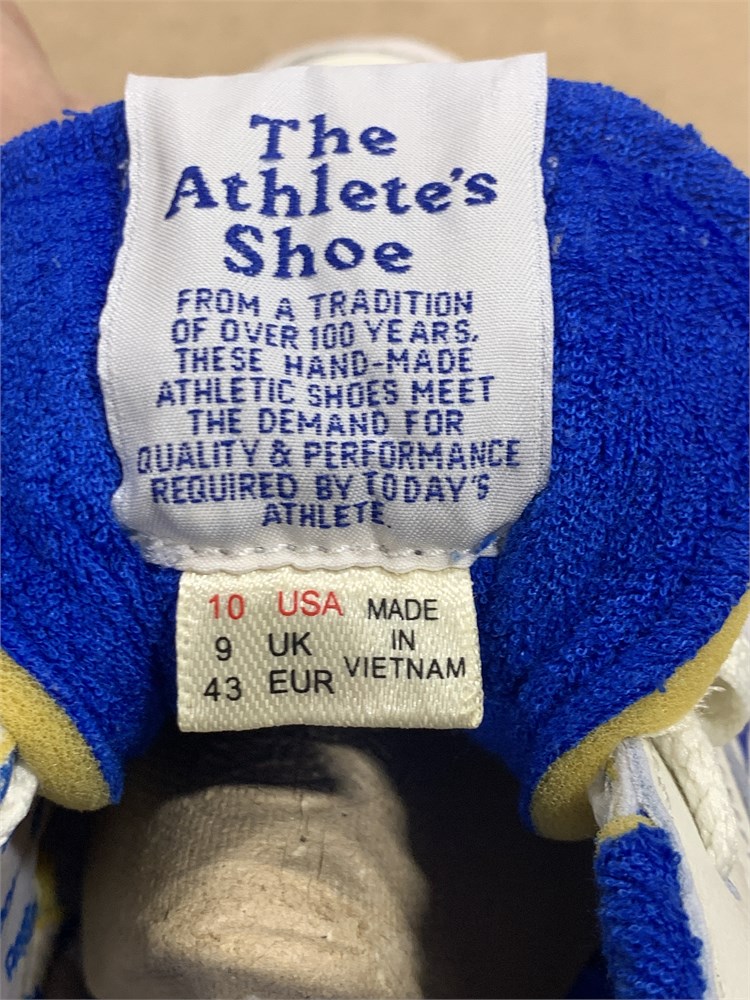 The
Athlete's
Shoe
FROM A TRADITION
OF OVER 100 YEARS,
THESE HAND-MADE
ATHLETIC SHOES MEET
THE DEMAND FOR
QUALITY & PERFORMANCE
REQUIRED BY TODAY'S
ATHLETE.
10 USA
9 UK
43 EUR
MADE
IN
VIETNAM